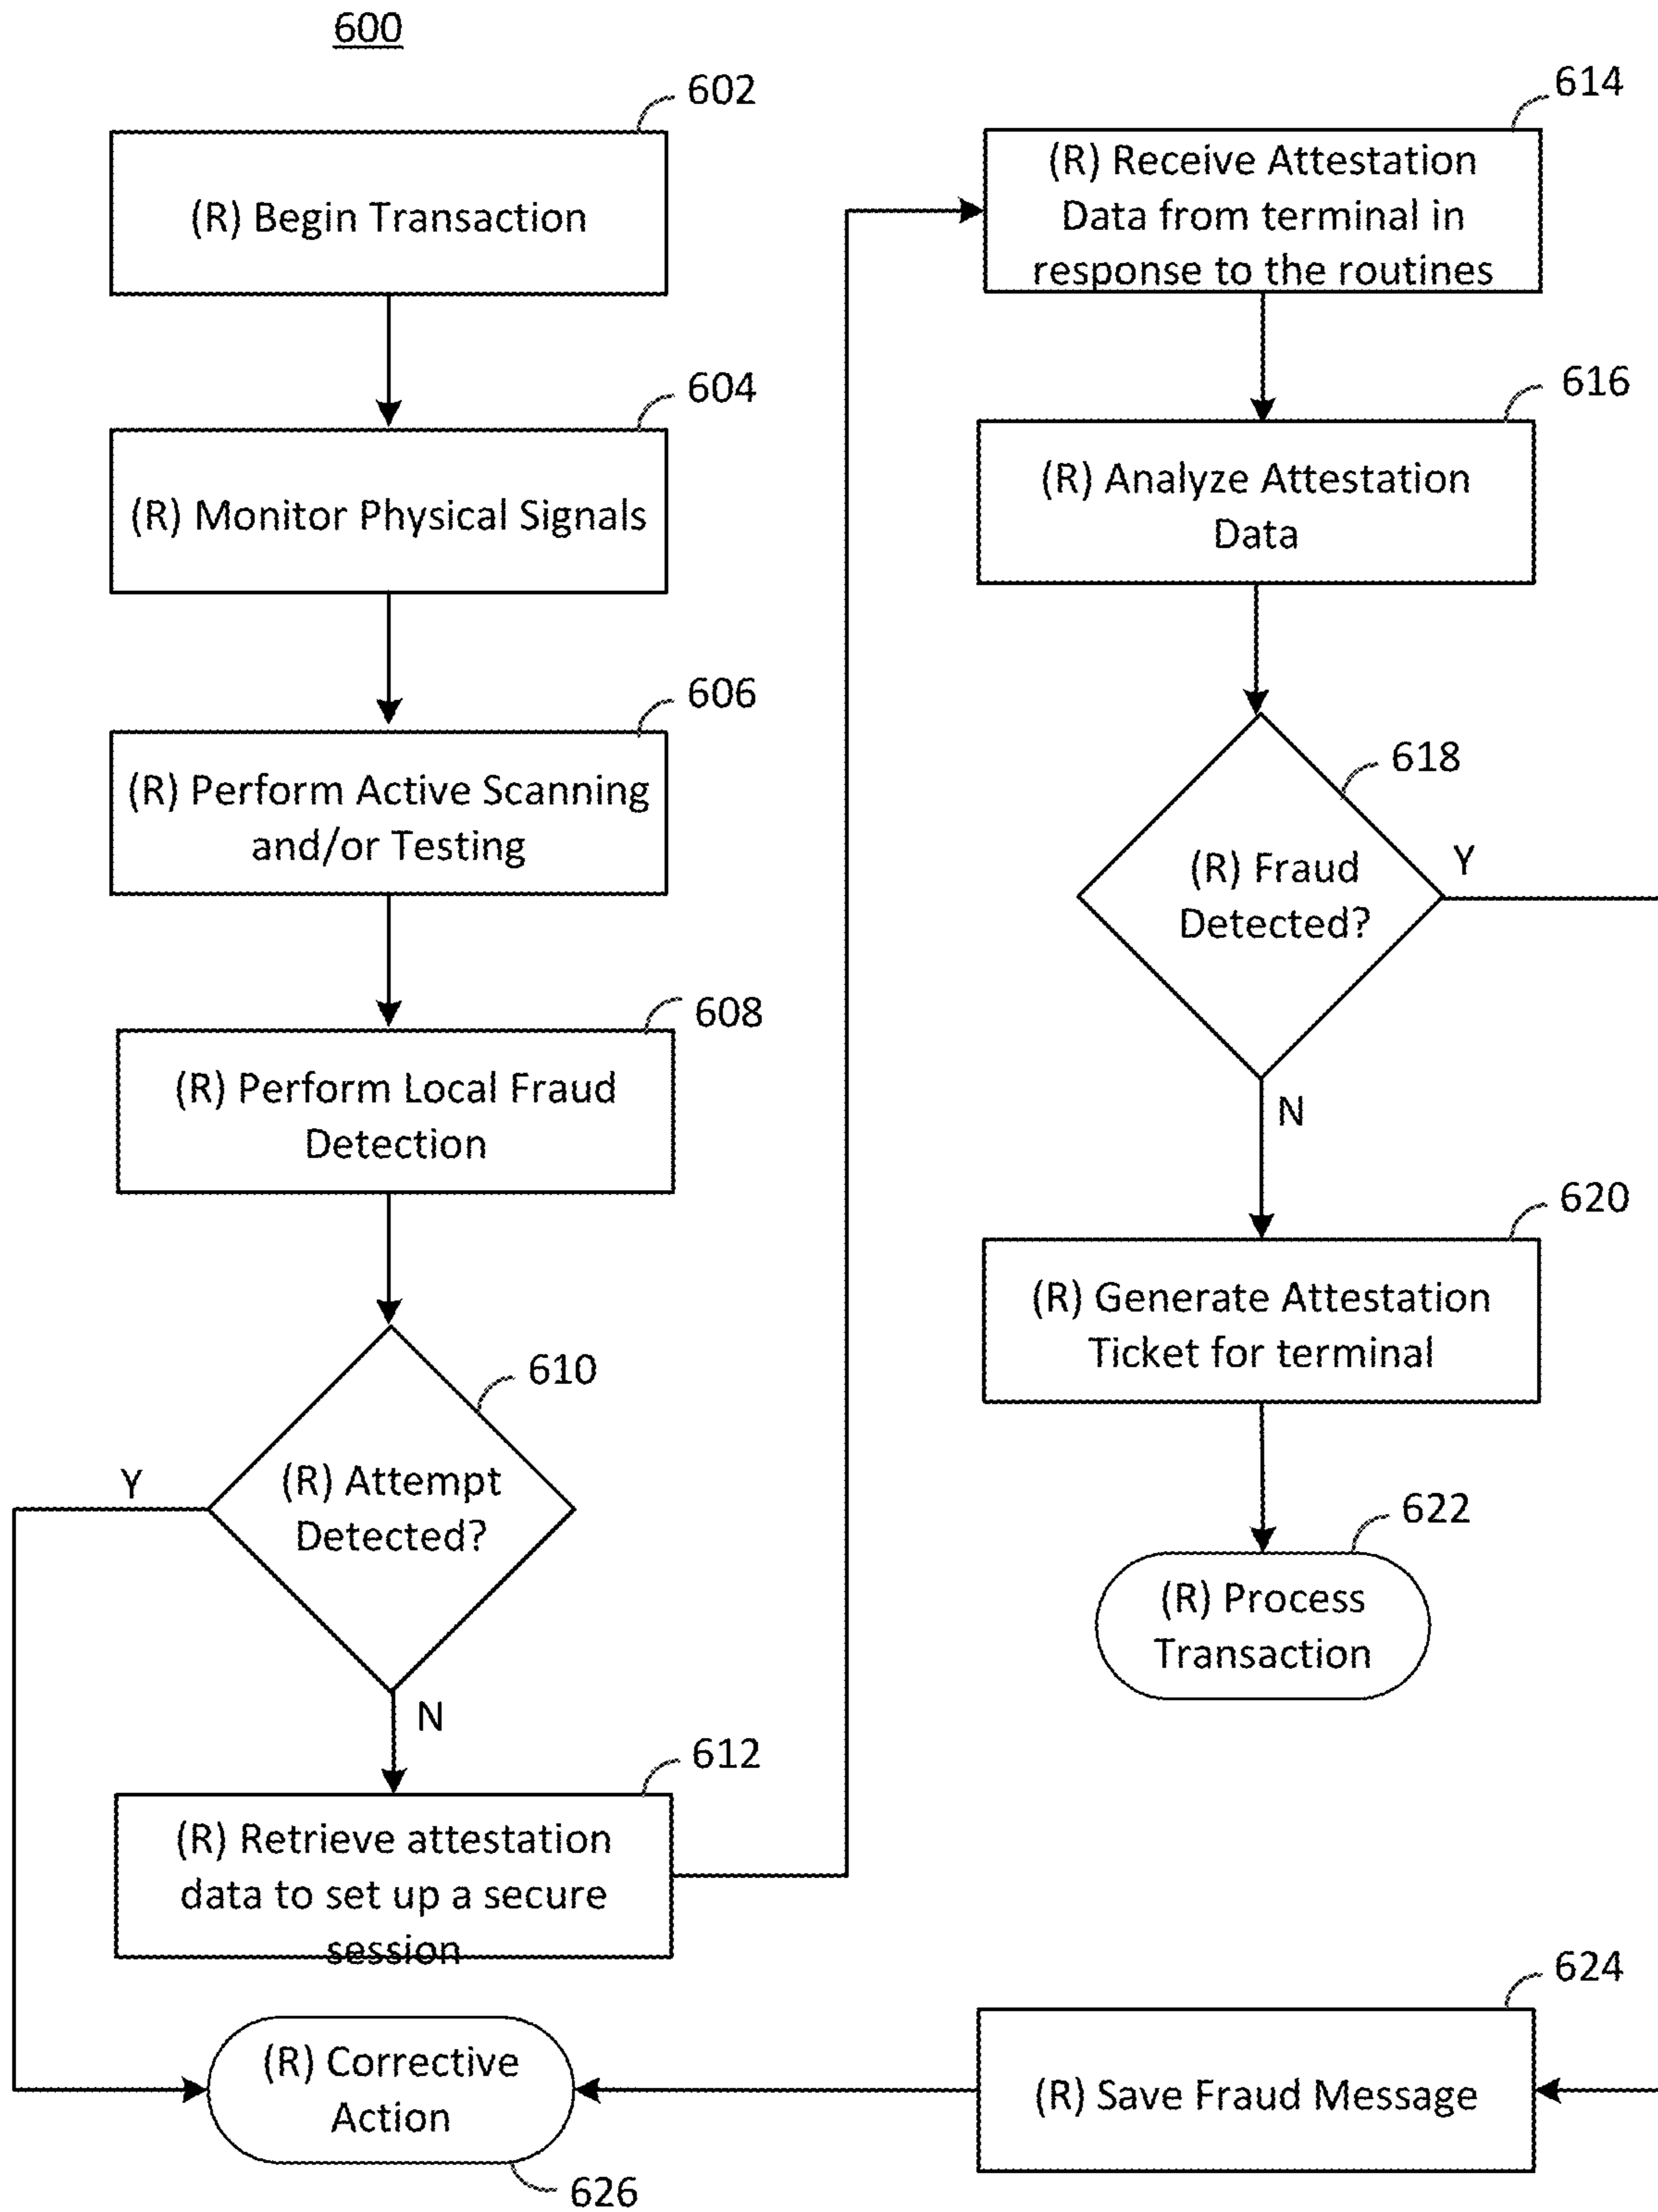 600
602
(R) Begin Transaction
604
(R) Monitor Physical Signals
606
(R) Perform Active Scanning
and/or Testing
608
(R) Perform Local Fraud
Detection
610
(R) Attempt
Detected?
Y
N
612
(R) Retrieve attestation
data to set up a secure
session
614
(R) Receive Attestation
Data from terminal in
response to the routines
616
(R) Analyze Attestation
Data
618
(R) Fraud
Detected?
Y
N
620
(R) Generate Attestation
Ticket for terminal
622
(R) Process
Transaction
624
(R) Save Fraud Message
(R) Corrective
Action
626